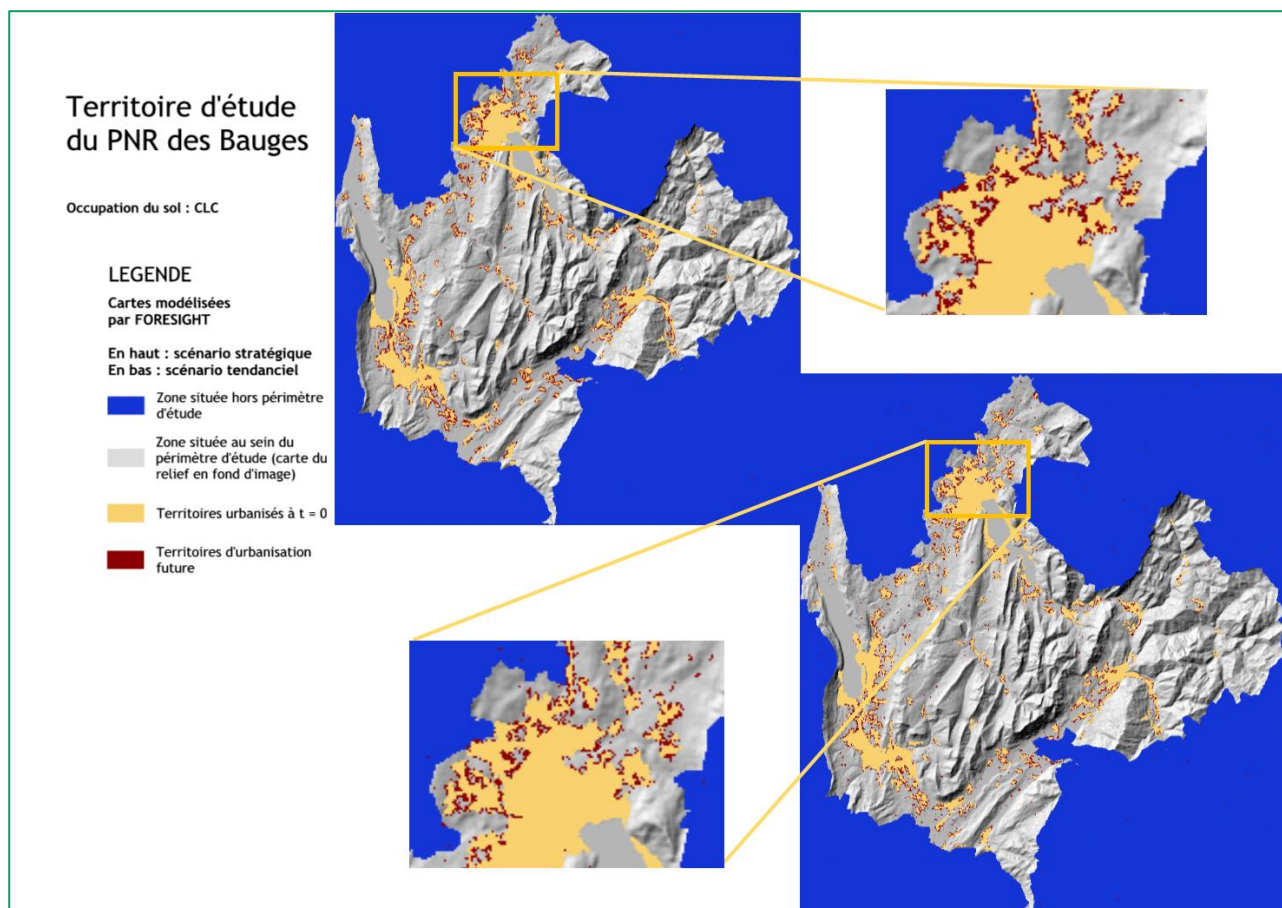 Territoire d'étude
du PNR des Bauges
Occupation du sol : CLC
LEGENDE
Cartes modélisées
par FORESIGHT
En haut : scénario stratégique
En bas : scénario tendanciel
Zone située hors périmètre
d'étude
Zone située au sein du
périmètre d'étude (carte du
relief en fond d'image)
Territoires urbanisés à t = 0
Territoires d'urbanisation
future